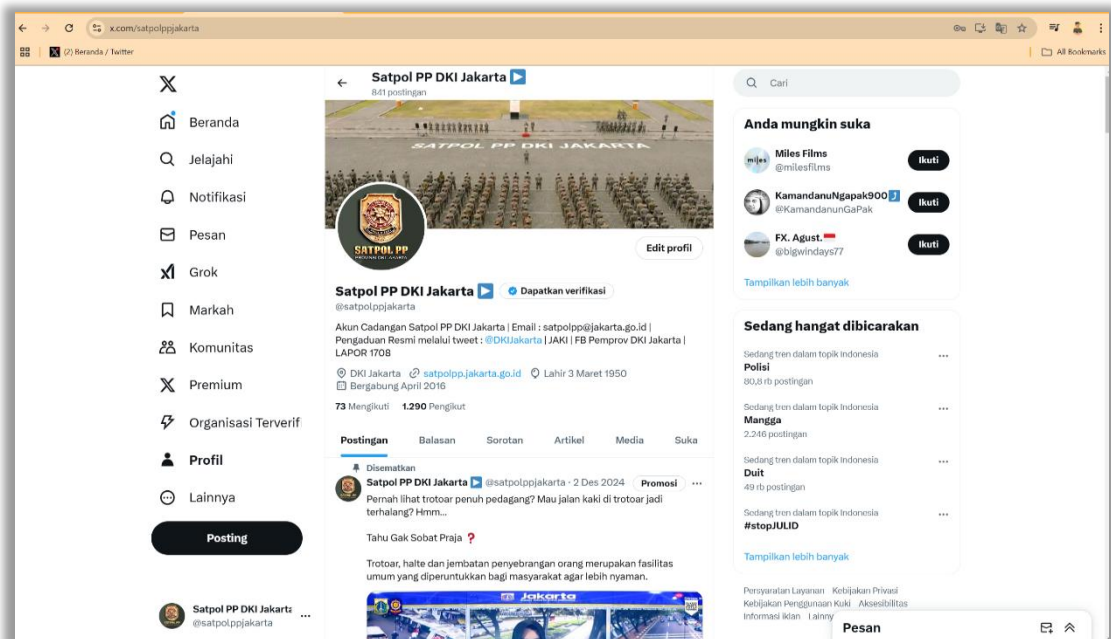 x.com/satpolppjakarta
(2) Beranda / Twitter
All Bookmarks
Beranda
Jelajahi
Notifikasi
Pesan
Grok
Markah
Komunitas
Premium
Organisasi Terverifi
Profil
Lainnya
Posting
Satpol PP DKI Jakarta
@satpolppjakarta
Satpol PP DKI Jakarta
841 postingan
SATPOL PP DKI JAKARTA
SATPOL PP
PROVINSI DKI JAKARTA
Edit profil
Satpol PP DKI Jakarta
Dapatkan verifikasi
@satpolppjakarta
Akun Cadangan Satpol PP DKI Jakarta | Email : satpolpp@jakarta.go.id |
Pengaduan Resmi melalui tweet : @DKIJakarta | JAKI | FB Pemprov DKI Jakarta |
LAPOR 1708
DKI Jakarta satpolpp.jakarta.go.id Lahir 3 Maret 1950
Bergabung April 2016
73 Mengikuti 1.290 Pengikut
Postingan Balasan Sorotan Artikel Media Suka
Disematkan
Satpol PP DKI Jakarta @satpolppjakarta · 2 Des 2024 Promosi
Pernah lihat trotoar penuh pedagang? Mau jalan kaki di trotoar jadi
terhalang? Hmm...
Tahu Gak Sobat Praja ❓
Trotoar, halte dan jembatan penyebrangan orang merupakan fasilitas
umum yang diperuntukkan bagi masyarakat agar lebih nyaman.
Jakarta
Cari
Anda mungkin suka
miles
Miles Films
@milesfilms
Ikuti
KamandanuNgapak900
@KamandanunGaPak
Ikuti
FX. Agust.
@bigwindays77
Ikuti
Tampilkan lebih banyak
Sedang hangat dibicarakan
Sedang tren dalam topik Indonesia
Polisi
80,8 rb postingan
Sedang tren dalam topik Indonesia
Mangga
2.246 postingan
Sedang tren dalam topik Indonesia
Duit
49 rb postingan
Sedang tren dalam topik Indonesia
#stopJULID
Tampilkan lebih banyak
Persyaratan Layanan Kebijakan Privasi
Kebijakan Penggunaan Kuki Aksesibilitas
Informasi iklan Lainny
Pesan